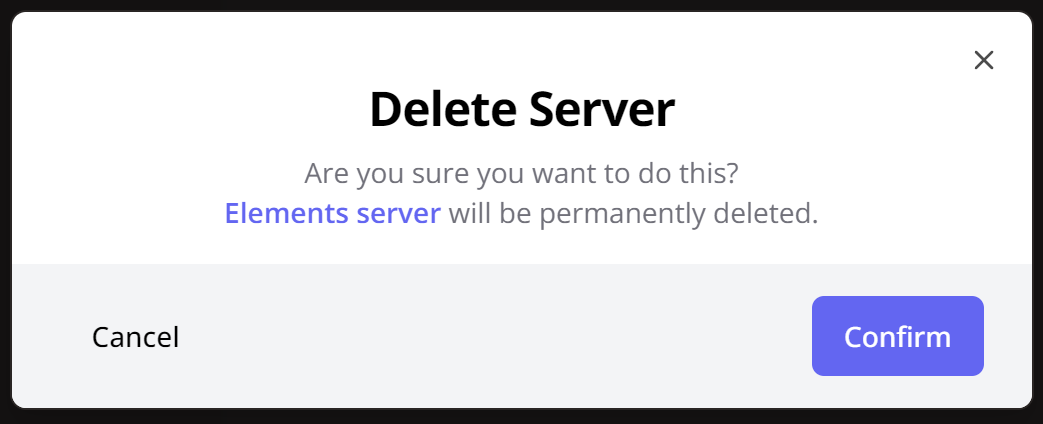 Delete Server
Are you sure you want to do this?
Elements server will be permanently deleted.
Cancel
Confirm